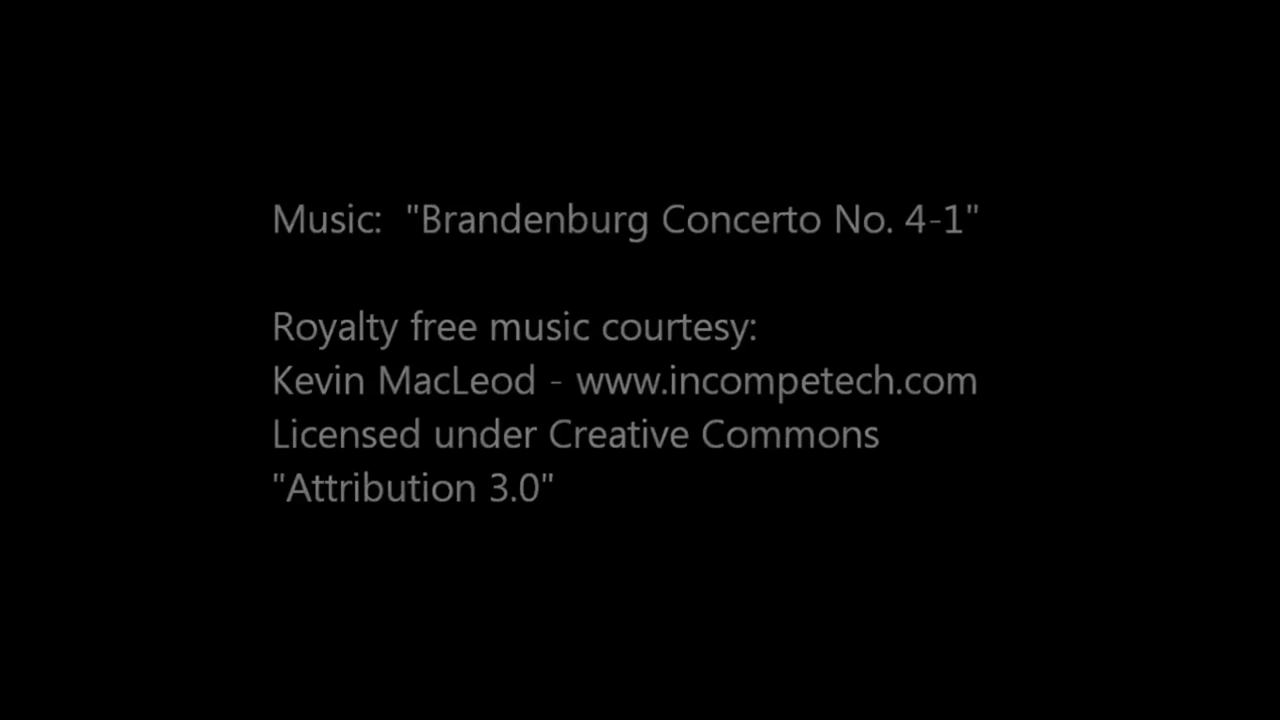 Music:  "Brandenburg Concerto No. 4-1"
Royalty free music courtesy:
Kevin MacLeod - www.incompetech.com
Licensed under Creative Commons
"Attribution 3.0"